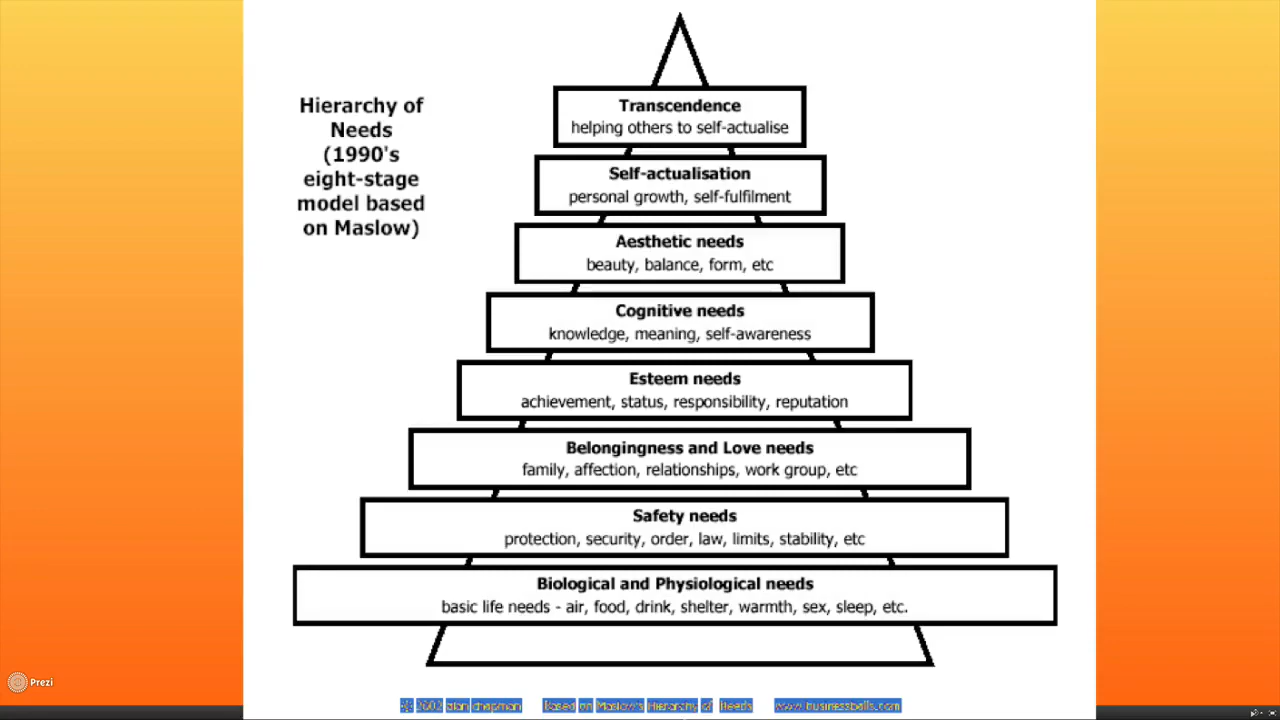 Hierarchy of
Needs
(1990's
eight-stage
model based
on Maslow)
Transcendence
helping others to self-actualise
Self-actualisation
personal growth, self-fulfilment
Aesthetic needs
beauty, balance, form, etc
Cognitive needs
knowledge, meaning, self-awareness
Esteem needs
achievement, status, responsibility, reputation
Belongingness and Love needs
family, affection, relationships, work group, etc
Safety needs
protection, security, order, law, limits, stability, etc
Biological and Physiological needs
basic life needs - air, food, drink, shelter, warmth, sex, sleep, etc.
Prezi
© 2002 alan chapman Based on Maslow's Hierarchy of Needs www.businessballs.com